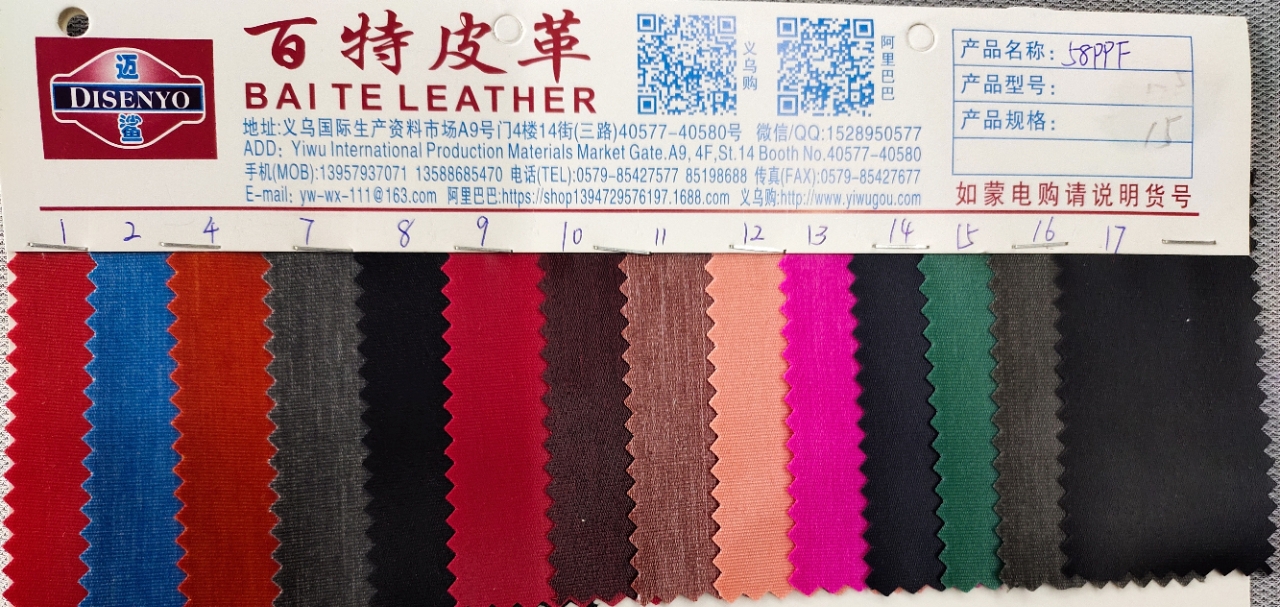 迈
DISENYO
鲨
百特皮革
BAI TE LEATHER
义乌购
阿里巴巴
产品名称: 58PPF
产品型号:
产品规格: 15
地址:义乌国际生产资料市场A9号门4楼14街(三路)40577-40580号 微信/QQ:1528950577
ADD: Yiwu International Production Materials Market Gate.A9, 4F,St.14 Booth No.40577-40580
手机(MOB):13957937071 13588685470 电话(TEL):0579-85427577 85198688 传真(FAX):0579-85427677
E-mail: yw-wx-111@163.com 阿里巴巴:https://shop1394729576197.1688.com 义乌购:http://www.yiwugou.com
如蒙电购请说明货号
1 2 4 7 8 9 10 11 12 13 14 15 16 17